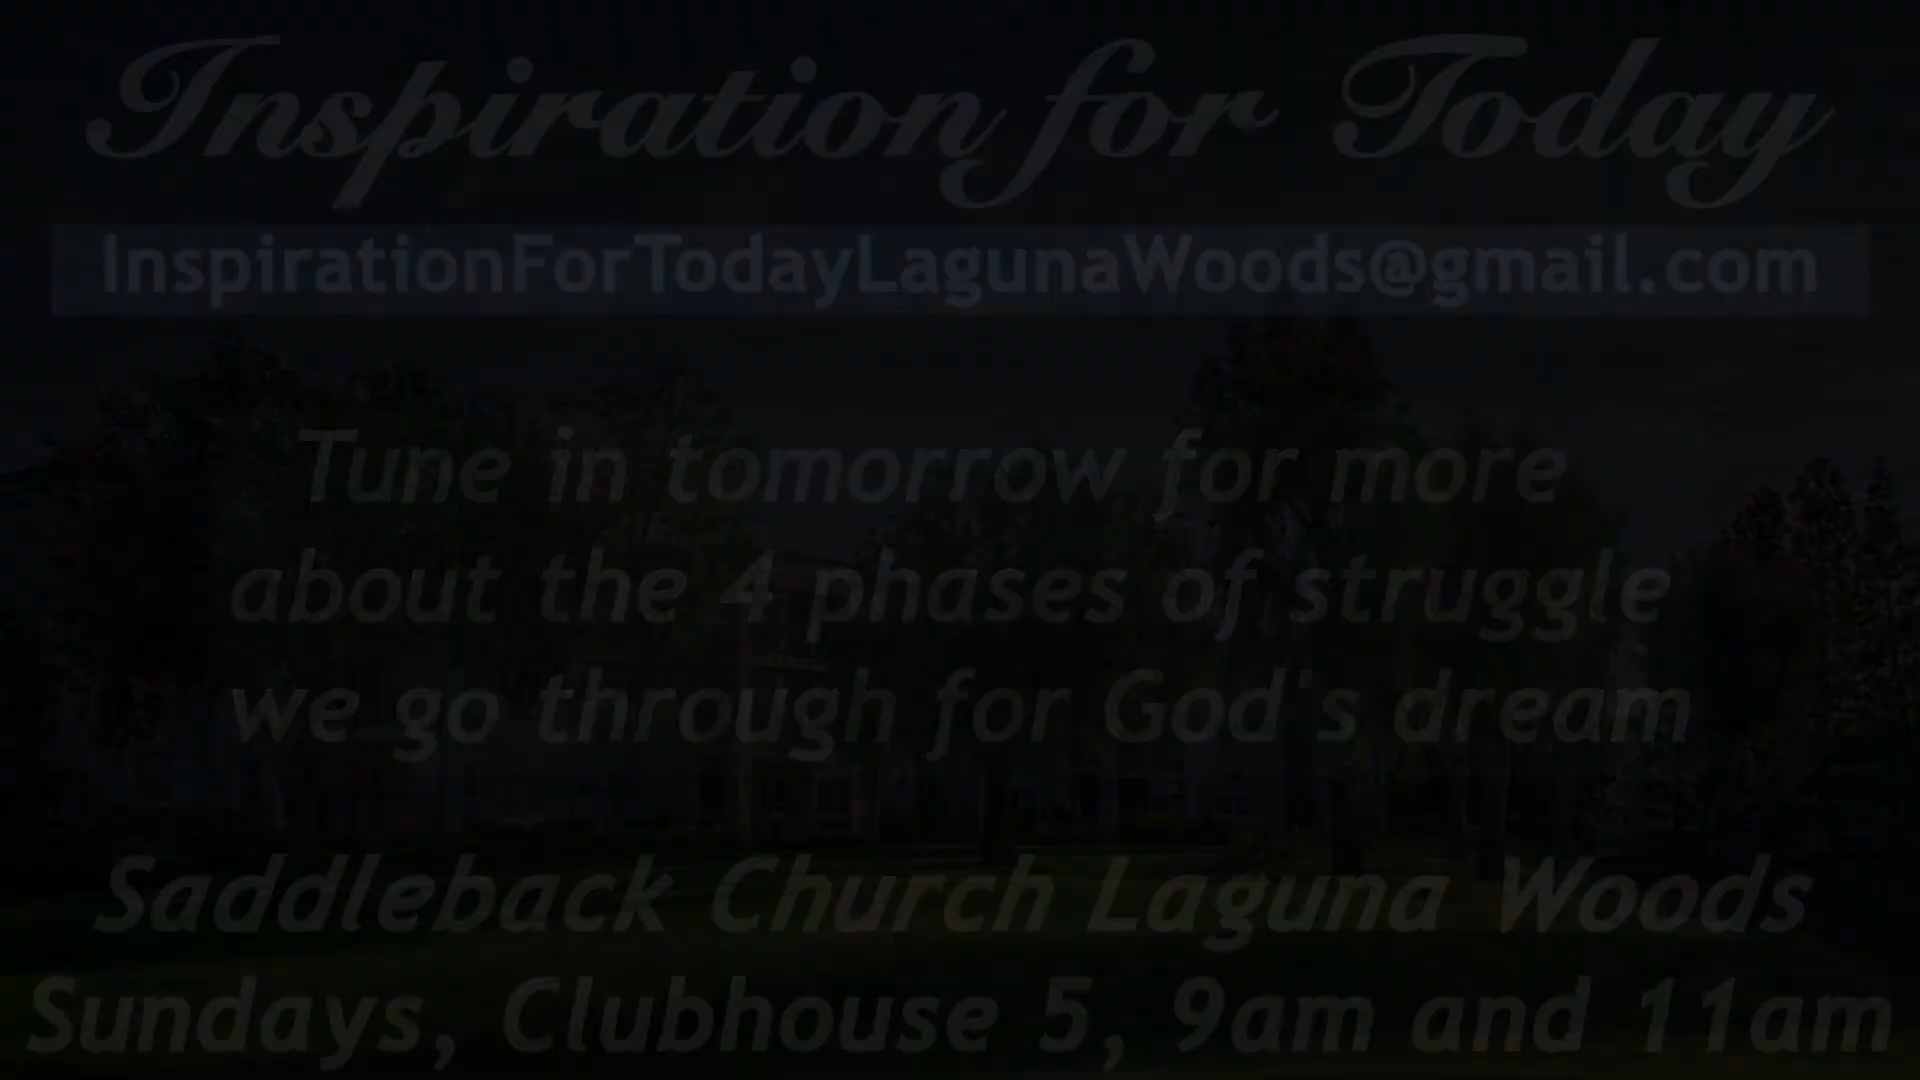 Inspiration for Today
InspirationForTodayLagunaWoods@gmail.com
Tune in tomorrow for more
about the 4 phases of struggle
we go through for God's dream
Saddleback Church Laguna Woods
Sundays, Clubhouse 5, 9am and 11am